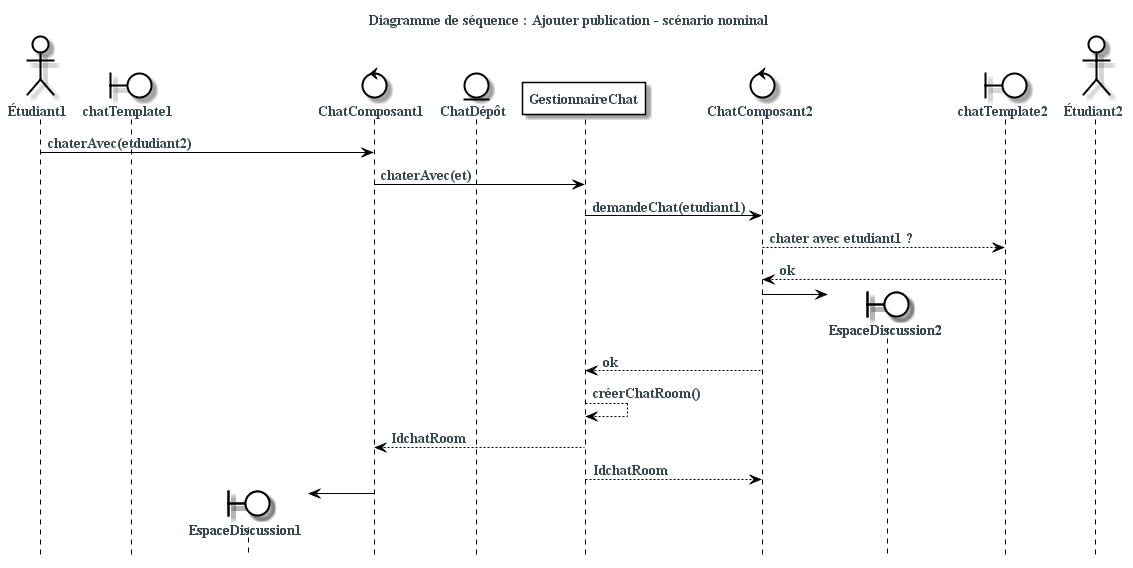 Diagramme de séquence : Ajouter publication - scénario nominal
Étudiant1
chatTemplate1
ChatComposant1
ChatDépôt
GestionnaireChat
ChatComposant2
chatTemplate2
Étudiant2
chaterAvec(etdudiant2)
chaterAvec(et)
demandeChat(etudiant1)
chater avec etudiant1 ?
ok
EspaceDiscussion2
ok
créerChatRoom()
IdchatRoom
IdchatRoom
EspaceDiscussion1